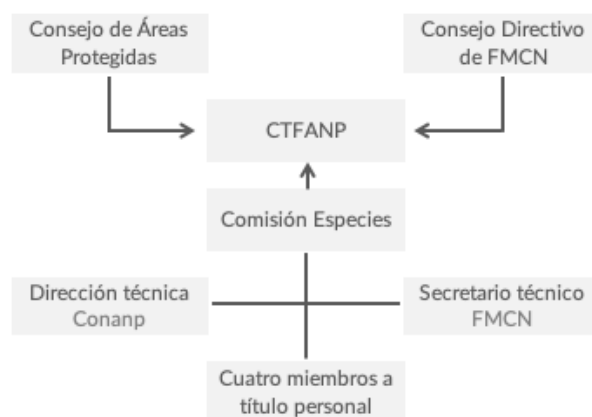 Consejo de Áreas
Protegidas
Consejo Directivo
de FMCN
CTFANP
Comisión Especies
Dirección técnica
Conanp
Secretario técnico
FMCN
Cuatro miembros a
título personal